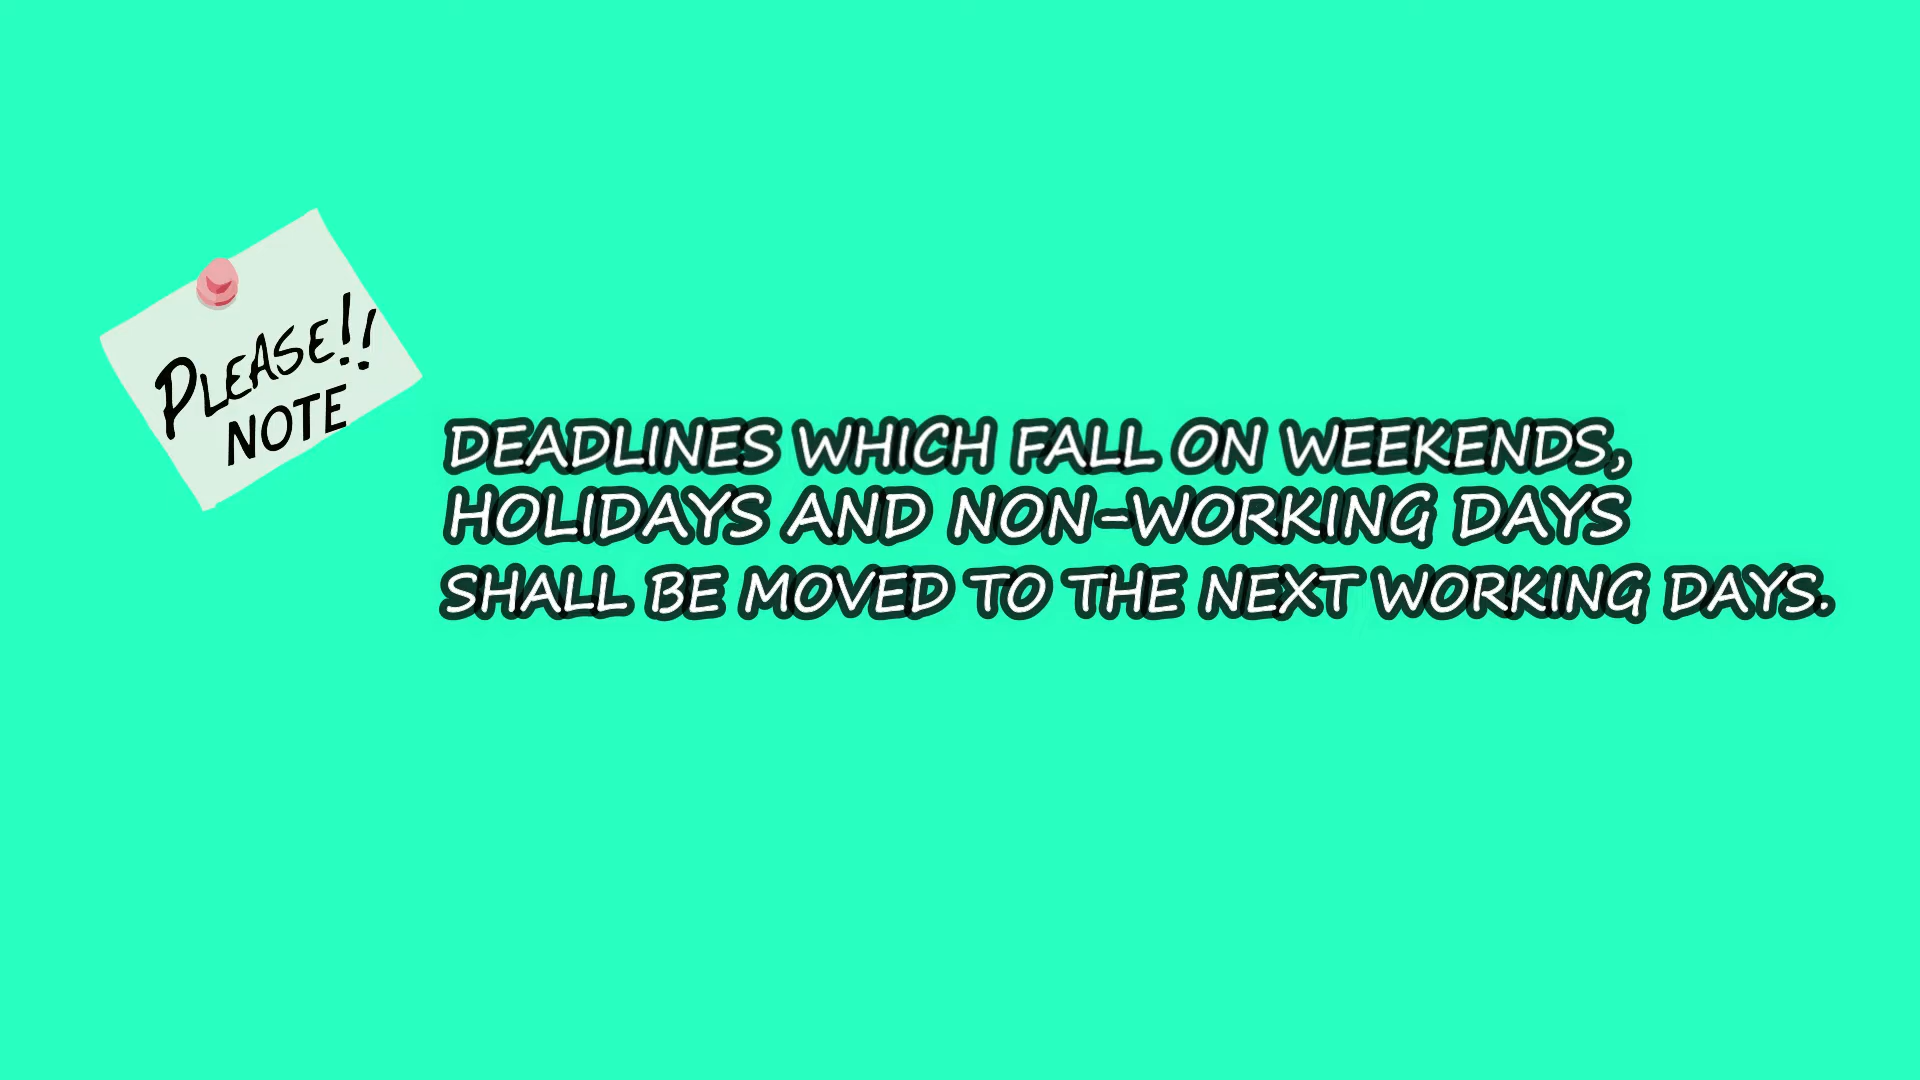 PLEASE!!
NOTE
DEADLINES WHICH FALL ON WEEKENDS,
HOLIDAYS AND NON-WORKING DAYS
SHALL BE MOVED TO THE NEXT WORKING DAYS.